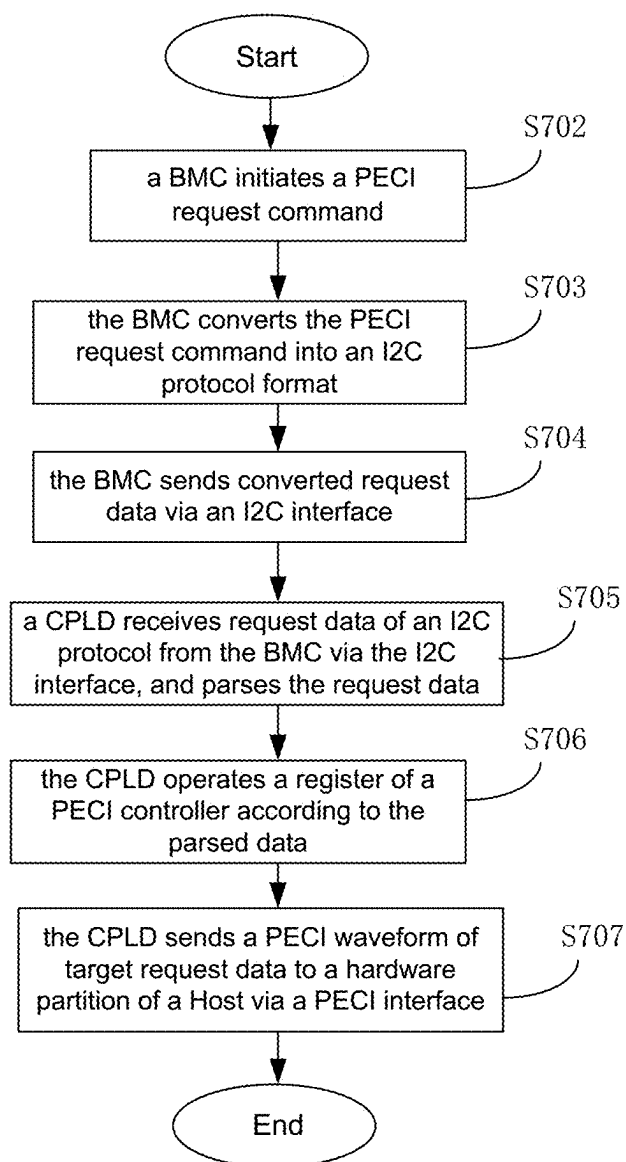 Start
S702
a BMC initiates a PECI
request command
S703
the BMC converts the PECI
request command into an I2C
protocol format
S704
the BMC sends converted request
data via an I2C interface
S705
a CPLD receives request data of an I2C
protocol from the BMC via the I2C
interface, and parses the request data
S706
the CPLD operates a register of a
PECI controller according to the
parsed data
S707
the CPLD sends a PECI waveform of
target request data to a hardware
partition of a Host via a PECI interface
End